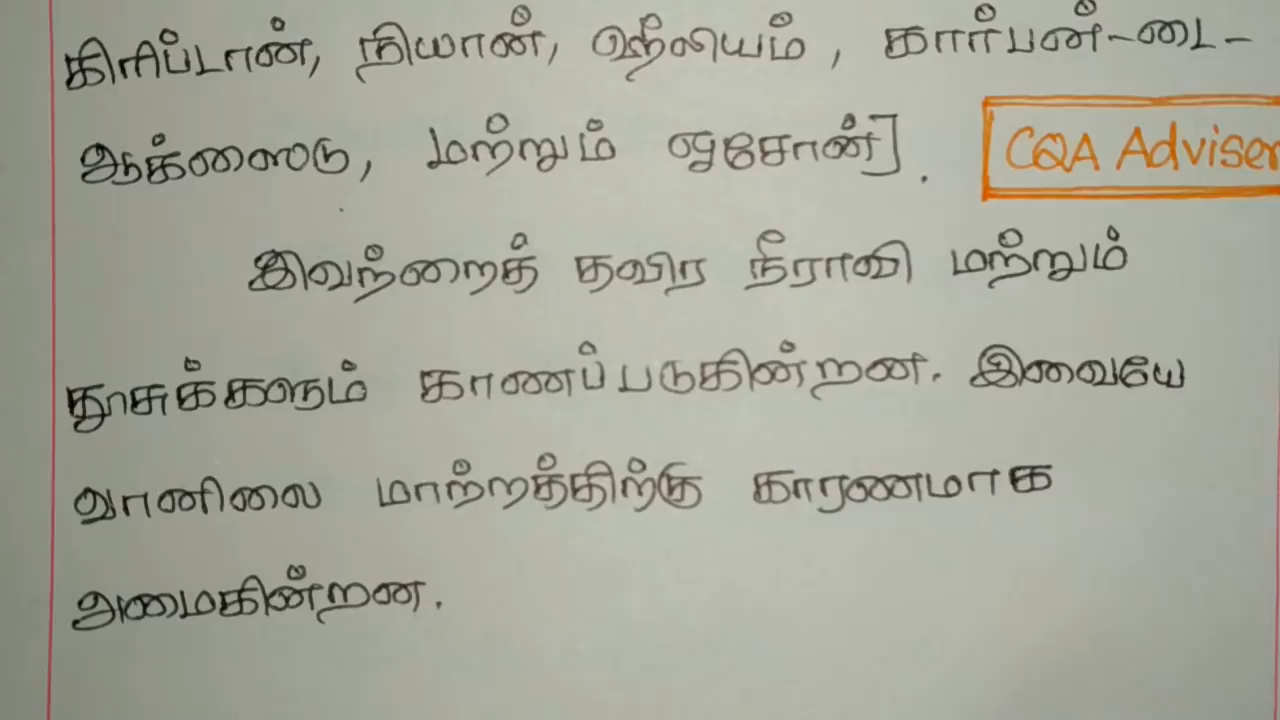 கிரிப்டான், நியான், ஹீலியம், கார்பன்-டை-
ஆக்ஸைடு, மற்றும் ஓசோன்].
CQA Adviser
இவற்றைத் தவிர நீராவி மற்றும்
தூசுக்களும் காணப்படுகின்றன. இவையே
வானிலை மாற்றத்திற்கு காரணமாக
அமைகின்றன.